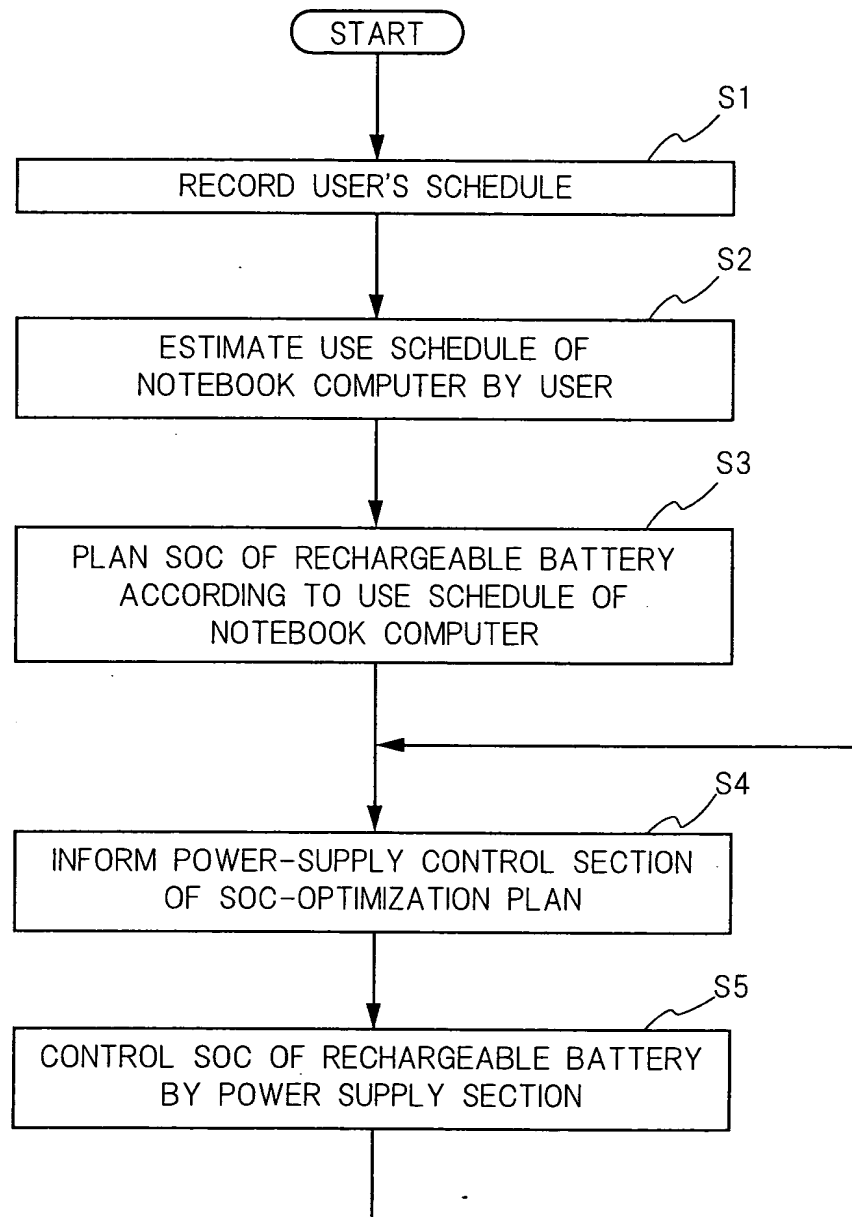 START
S1
RECORD USER'S SCHEDULE
S2
ESTIMATE USE SCHEDULE OF
NOTEBOOK COMPUTER BY USER
S3
PLAN SOC OF RECHARGEABLE BATTERY
ACCORDING TO USE SCHEDULE OF
NOTEBOOK COMPUTER
S4
INFORM POWER-SUPPLY CONTROL SECTION
OF SOC-OPTIMIZATION PLAN
S5
CONTROL SOC OF RECHARGEABLE BATTERY
BY POWER SUPPLY SECTION